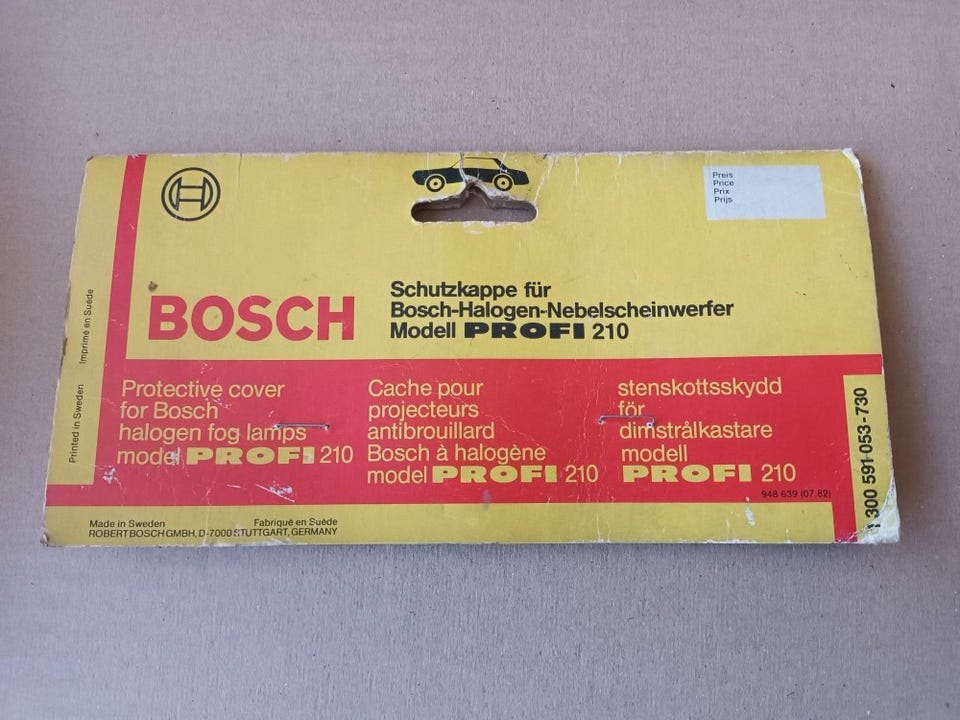 Preis
Price
Prix
Prijs
BOSCH
Schutzkappe für
Bosch-Halogen-Nebelscheinwerfer
Modell PROFI 210
Protective cover
for Bosch
halogen fog lamps
model PROFI 210
Cache pour
projecteurs
antibrouillard
Bosch à halogène
model PROFI 210
stenskottsskydd
för
dimstrålkastare
modell
PROFI 210
948 639 (07.82)
Made in Sweden
Fabriqué en Suède
ROBERT BOSCH GMBH, D-7000 STUTTGART, GERMANY
Printed in Sweden
Imprimé en Suède
1 300 591 053-730